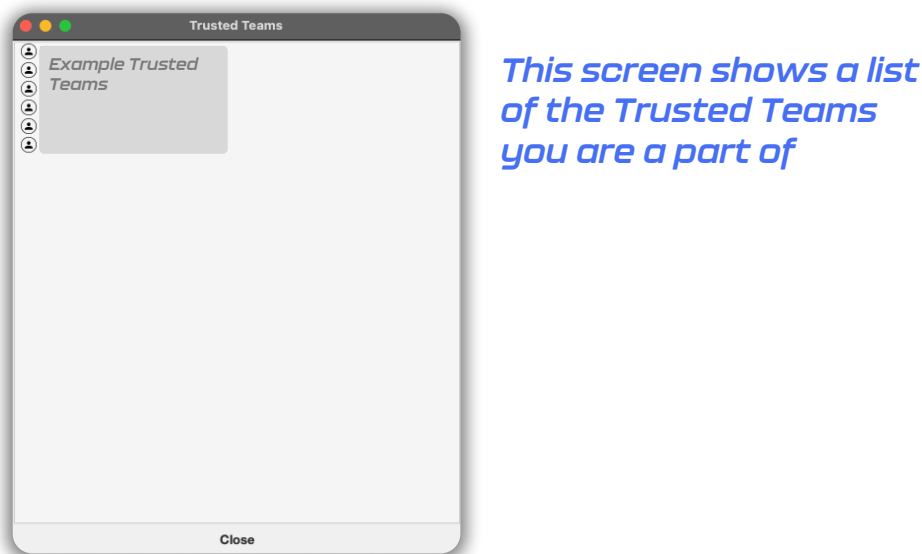 Trusted Teams
Example Trusted
Teams
This screen shows a list
of the Trusted Teams
you are a part of
Close